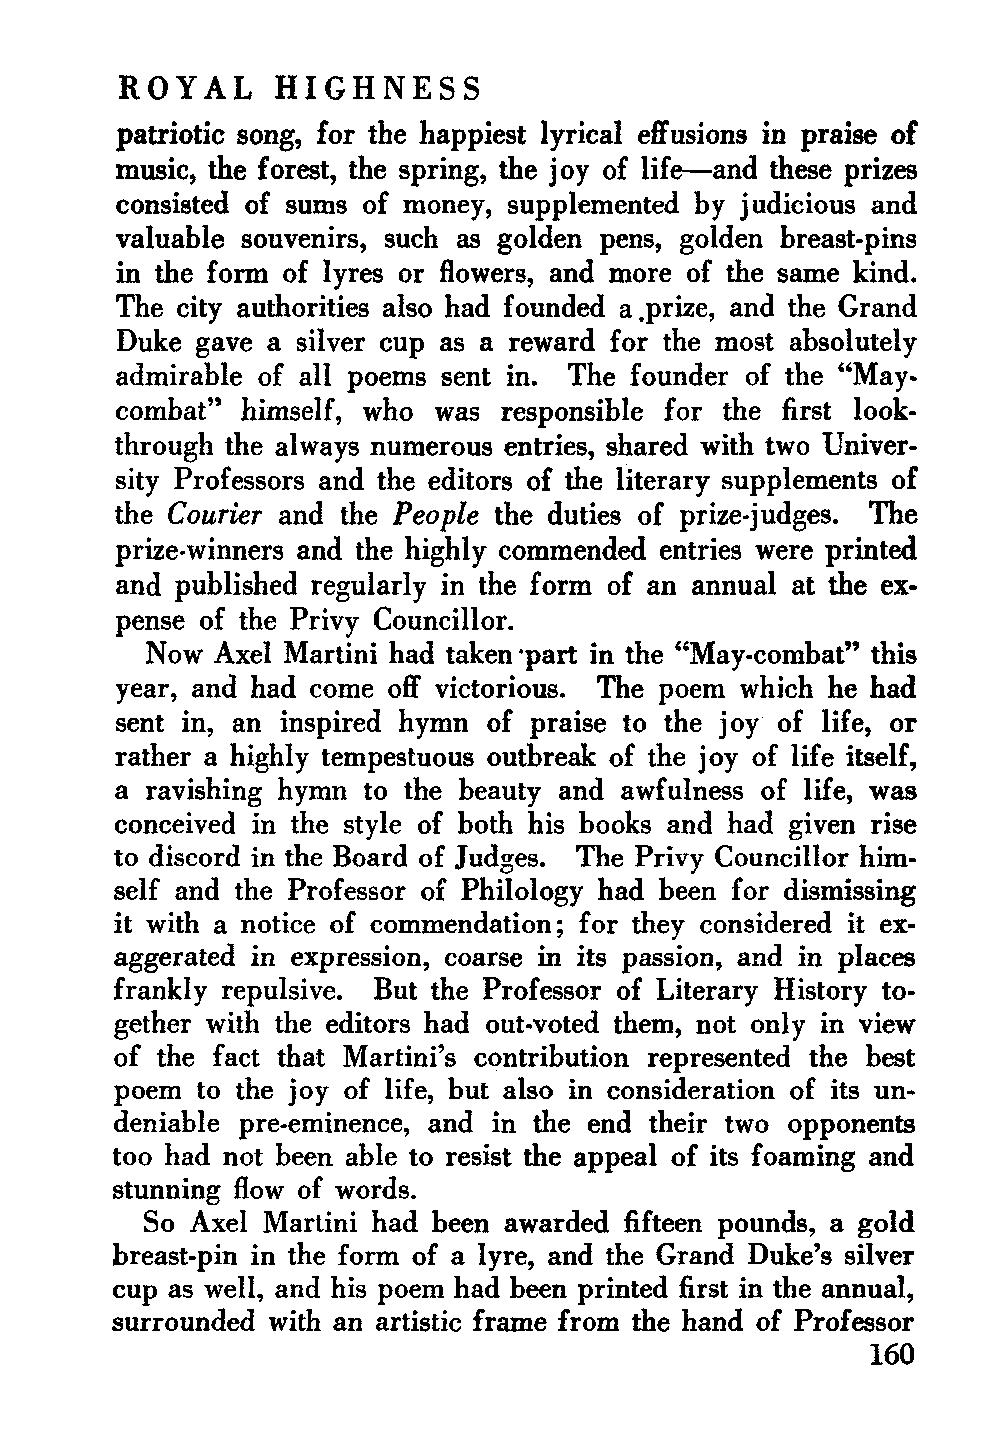 ROYAL HIGHNESS
patriotic song, for the happiest lyrical effusions in praise of
music, the forest, the spring, the joy of life—and these prizes
consisted of sums of money, supplemented by judicious and
valuable souvenirs, such as golden pens, golden breast-pins
in the form of lyres or flowers, and more of the same kind.
The city authorities also had founded a .prize, and the Grand
Duke gave a silver cup as a reward for the most absolutely
admirable of all poems sent in. The founder of the “May-
combat” himself, who was responsible for the first look-
through the always numerous entries, shared with two Univer-
sity Professors and the editors of the literary supplements of
the Courier and the People the duties of prize-judges. The
prize-winners and the highly commended entries were printed
and published regularly in the form of an annual at the ex-
pense of the Privy Councillor.
Now Axel Martini had taken part in the “May-combat” this
year, and had come off victorious. The poem which he had
sent in, an inspired hymn of praise to the joy of life, or
rather a highly tempestuous outbreak of the joy of life itself,
a ravishing hymn to the beauty and awfulness of life, was
conceived in the style of both his books and had given rise
to discord in the Board of Judges. The Privy Councillor him-
self and the Professor of Philology had been for dismissing
it with a notice of commendation; for they considered it ex-
aggerated in expression, coarse in its passion, and in places
frankly repulsive. But the Professor of Literary History to-
gether with the editors had out-voted them, not only in view
of the fact that Martini’s contribution represented the best
poem to the joy of life, but also in consideration of its un-
deniable pre-eminence, and in the end their two opponents
too had not been able to resist the appeal of its foaming and
stunning flow of words.
So Axel Martini had been awarded fifteen pounds, a gold
breast-pin in the form of a lyre, and the Grand Duke’s silver
cup as well, and his poem had been printed first in the annual,
surrounded with an artistic frame from the hand of Professor
160